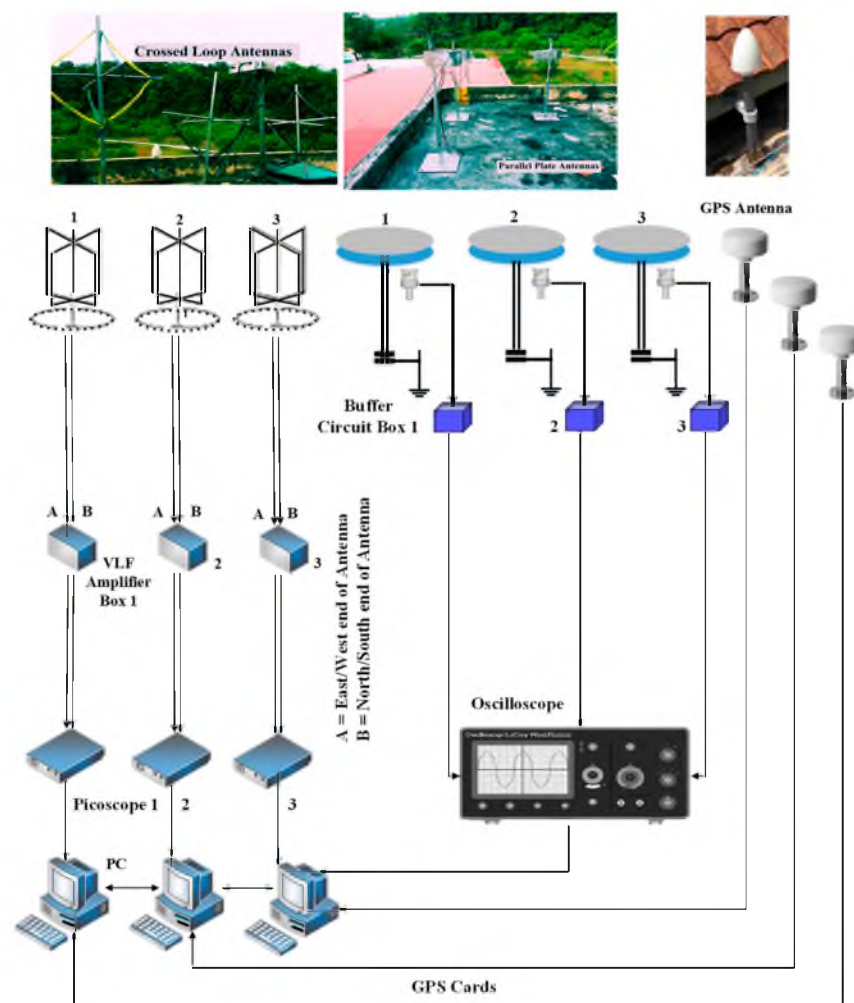 Crossed Loop Antennas
Parallel Plate Antennas
GPS Antenna
1
2
3
1
2
3
Buffer
Circuit Box 1
2
3
A
B
A
B
A
B
VLF
Amplifier
Box 1
2
3
A = East/West end of Antenna
B = North/South end of Antenna
Oscilloscope
Picoscope 1
2
3
PC
GPS Cards